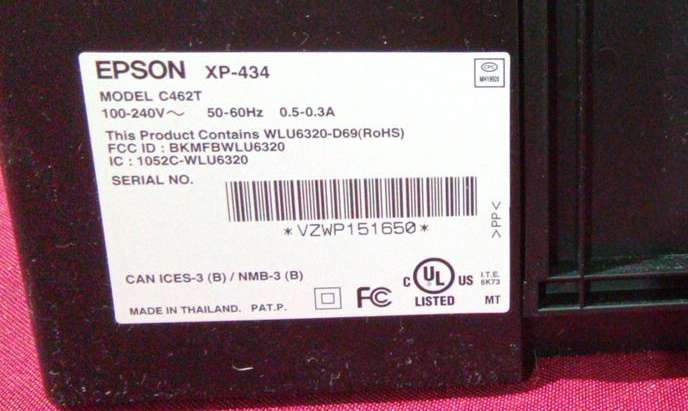 EPSON XP-434
MODEL C462T
100-240V~ 50-60Hz 0.5-0.3A
This Product Contains WLU6320-D69(RoHS)
FCC ID : BKMFBWLU6320
IC : 1052C-WLU6320
SERIAL NO.
*VZWP151650*
>PP<
CAN ICES-3 (B) / NMB-3 (B)
C UL US I.T.E.
6K73
LISTED MT
MADE IN THAILAND. PAT.P. FC
CPC